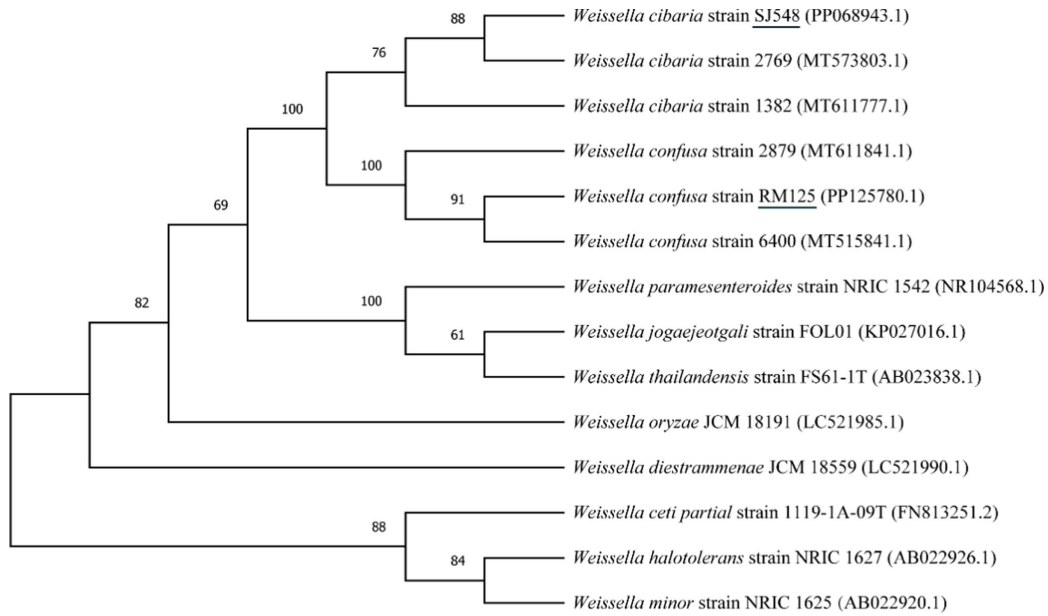 88
Weissella cibaria strain SJ548 (PP068943.1)
76
Weissella cibaria strain 2769 (MT573803.1)
100
Weissella cibaria strain 1382 (MT611777.1)
100
Weissella confusa strain 2879 (MT611841.1)
69
91
Weissella confusa strain RM125 (PP125780.1)
Weissella confusa strain 6400 (MT515841.1)
82
100
Weissella paramesenteroides strain NRIC 1542 (NR104568.1)
61
Weissella jogaejeotgali strain FOL01 (KP027016.1)
Weissella thailandensis strain FS61-1T (AB023838.1)
Weissella oryzae JCM 18191 (LC521985.1)
Weissella diestrammenae JCM 18559 (LC521990.1)
88
Weissella ceti partial strain 1119-1A-09T (FN813251.2)
84
Weissella halotolerans strain NRIC 1627 (AB022926.1)
Weissella minor strain NRIC 1625 (AB022920.1)